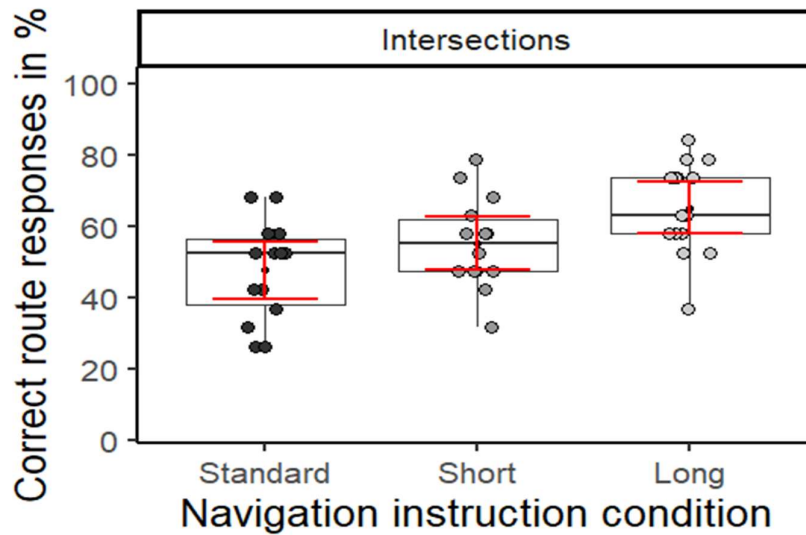 Intersections
Correct route responses in %
100
80
60
40
20
0
Standard Short Long
Navigation instruction condition